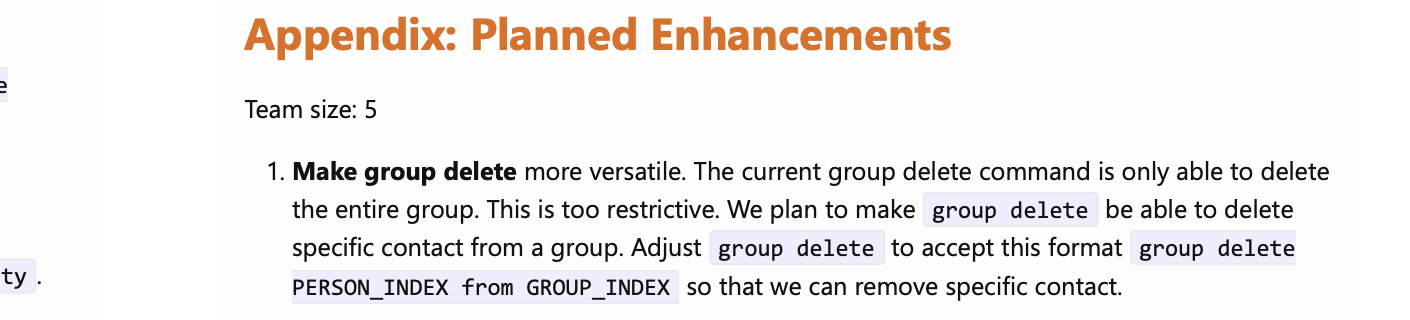 Appendix: Planned Enhancements
e
Team size: 5
1. Make group delete more versatile. The current group delete command is only able to delete
the entire group. This is too restrictive. We plan to make group delete be able to delete
specific contact from a group. Adjust group delete to accept this format group delete
ty .
PERSON_INDEX from GROUP_INDEX so that we can remove specific contact.